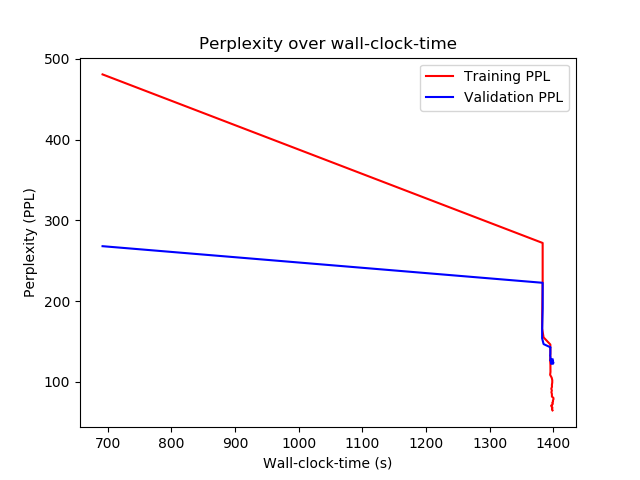 Perplexity over wall-clock-time
Training PPL
Validation PPL
Perplexity (PPL)
500
400
300
200
100
700 800 900 1000 1100 1200 1300 1400
Wall-clock-time (s)